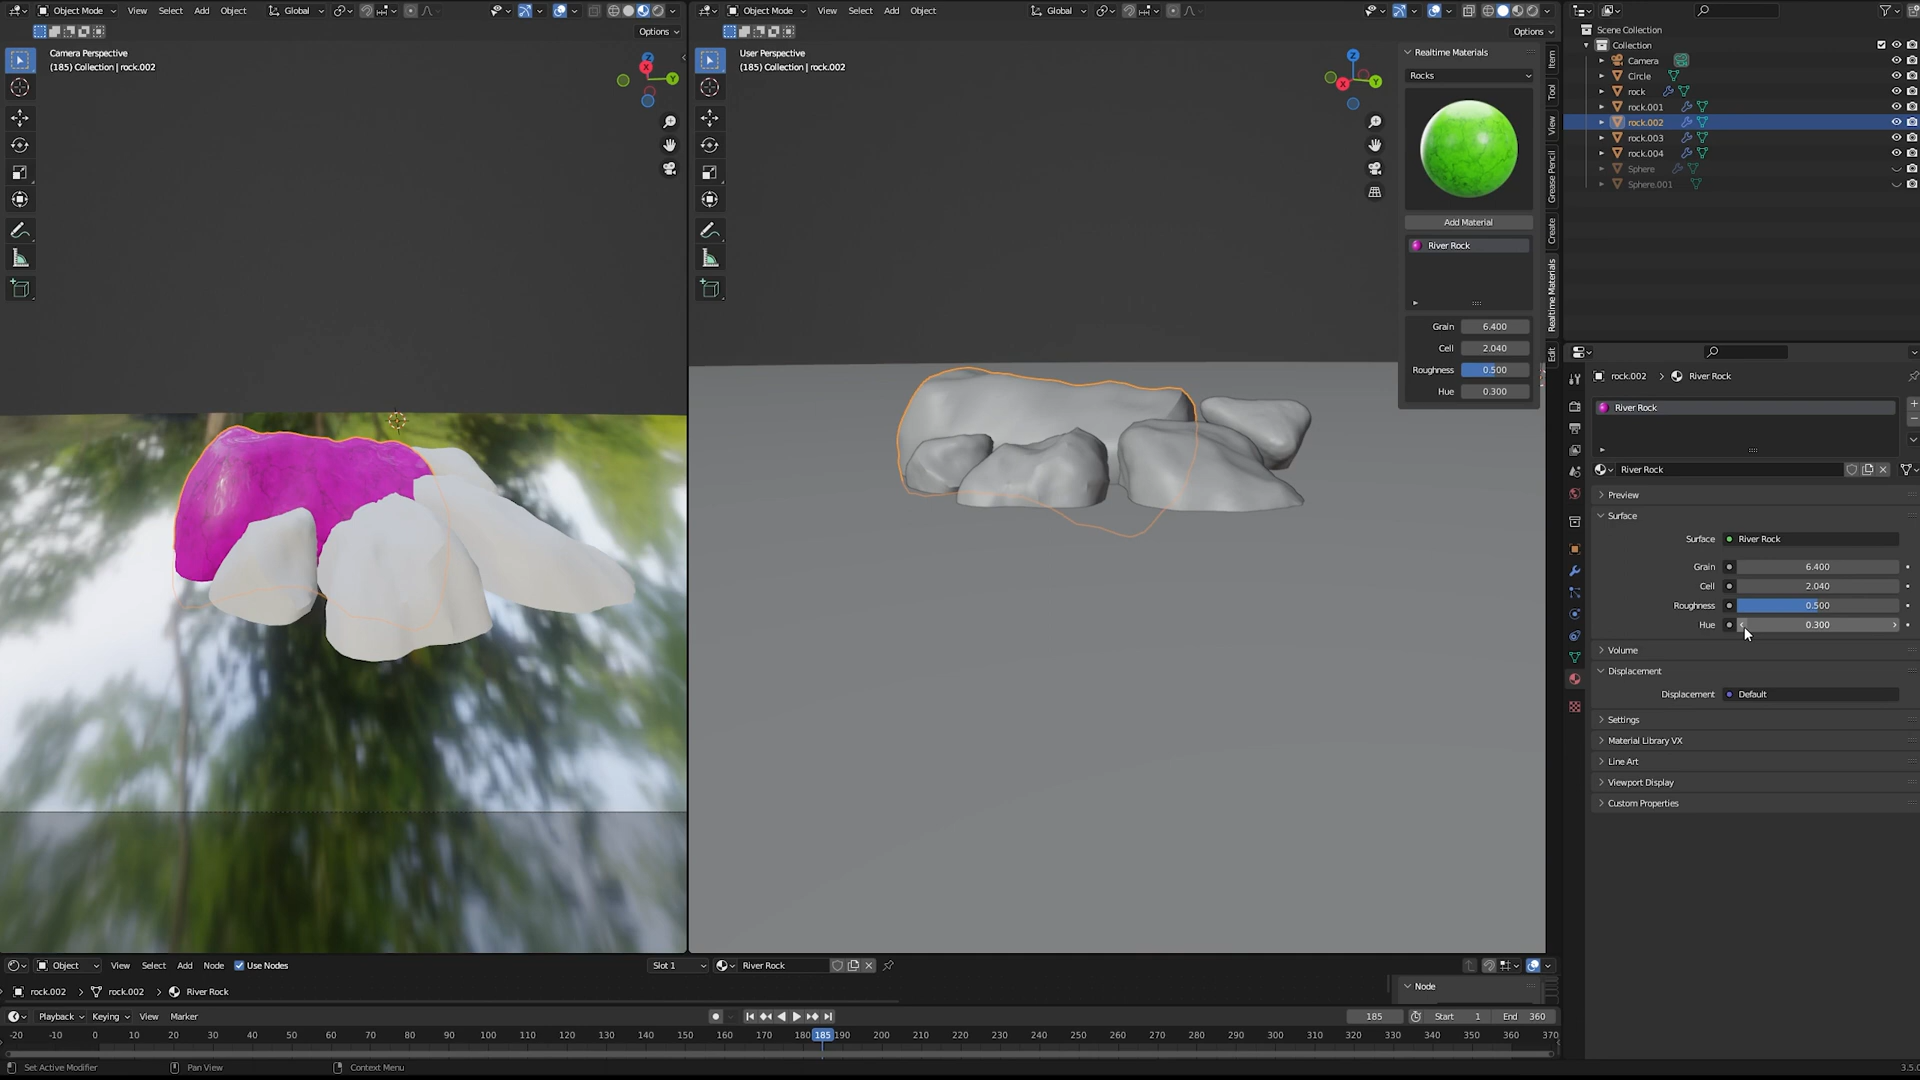 Object Mode View Select Add Object Global
Options
Camera Perspective
(185) Collection | rock.002
Object Mode View Select Add Object Global
Options
User Perspective
(185) Collection | rock.002
Realtime Materials
Rocks
Add Material
River Rock
Grain 6.400
Cell 2.040
Roughness 0.500
Hue 0.300
Item
Tool
View
Grease Pencil
Create
Realtime Materials
Edit
Scene Collection
Collection
Camera
Circle
rock
rock.001
rock.002
rock.003
rock.004
Sphere
Sphere.001
rock.002 River Rock
River Rock
River Rock
Preview
Surface
Surface River Rock
Grain 6.400
Cell 2.040
Roughness 0.500
Hue 0.300
Volume
Displacement
Displacement Default
Settings
Material Library VX
Line Art
Viewport Display
Custom Properties
Object View Select Add Node Use Nodes Slot 1 River Rock
rock.002 rock.002 River Rock
Node
Playback Keying View Marker 185 Start 1 End 360
-20 -10 0 10 20 30 40 50 60 70 80 90 100 110 120 130 140 150 160 170 180 185 190 200 210 220 230 240 250 260 270 280 290 300 310 320 330 340 350 360 370
Set Active Modifier Pan View Context Menu